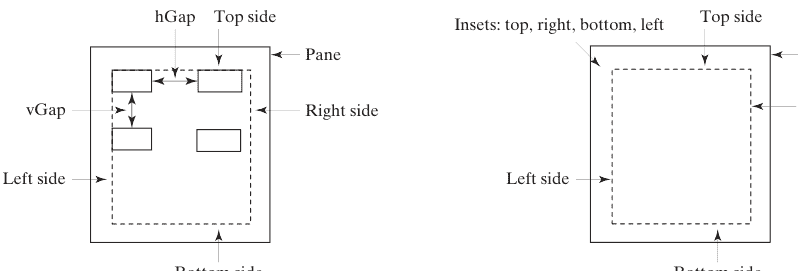 hGap Top side
Pane
vGap
Right side
Left side
Bottom side
Insets: top, right, bottom, left
Top side
Left side
Bottom side